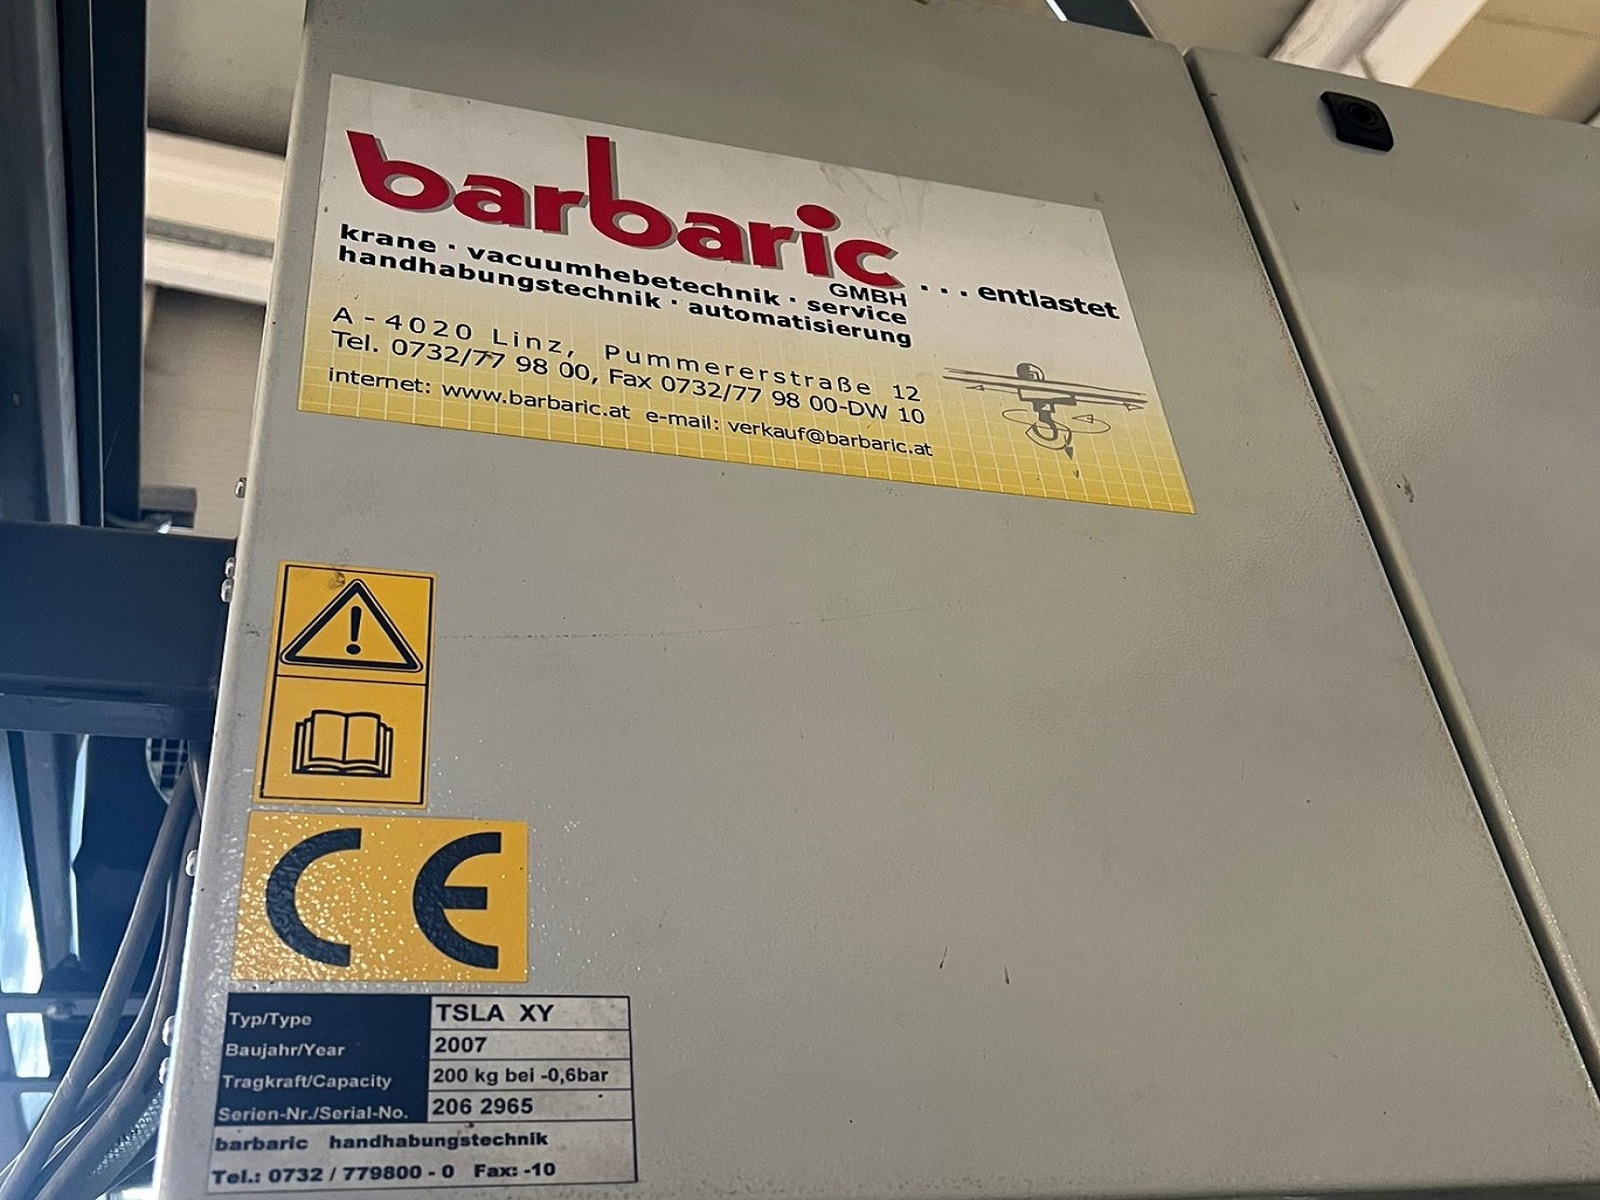 barbaric
GMBH
... entlastet
krane · vacuumhebetechnik · service
handhabungstechnik · automatisierung
A - 4020 Linz, Pummererstraße 12
Tel. 0732/77 98 00, Fax 0732/77 98 00-DW 10
internet: www.barbaric.at e-mail: verkauf@barbaric.at
!
CE
Typ/Type TSLA XY
Baujahr/Year 2007
Tragkraft/Capacity 200 kg bei -0,6bar
Serien-Nr./Serial-No. 206 2965
barbaric handhabungstechnik
Tel.: 0732 / 779800 - 0 Fax: -10